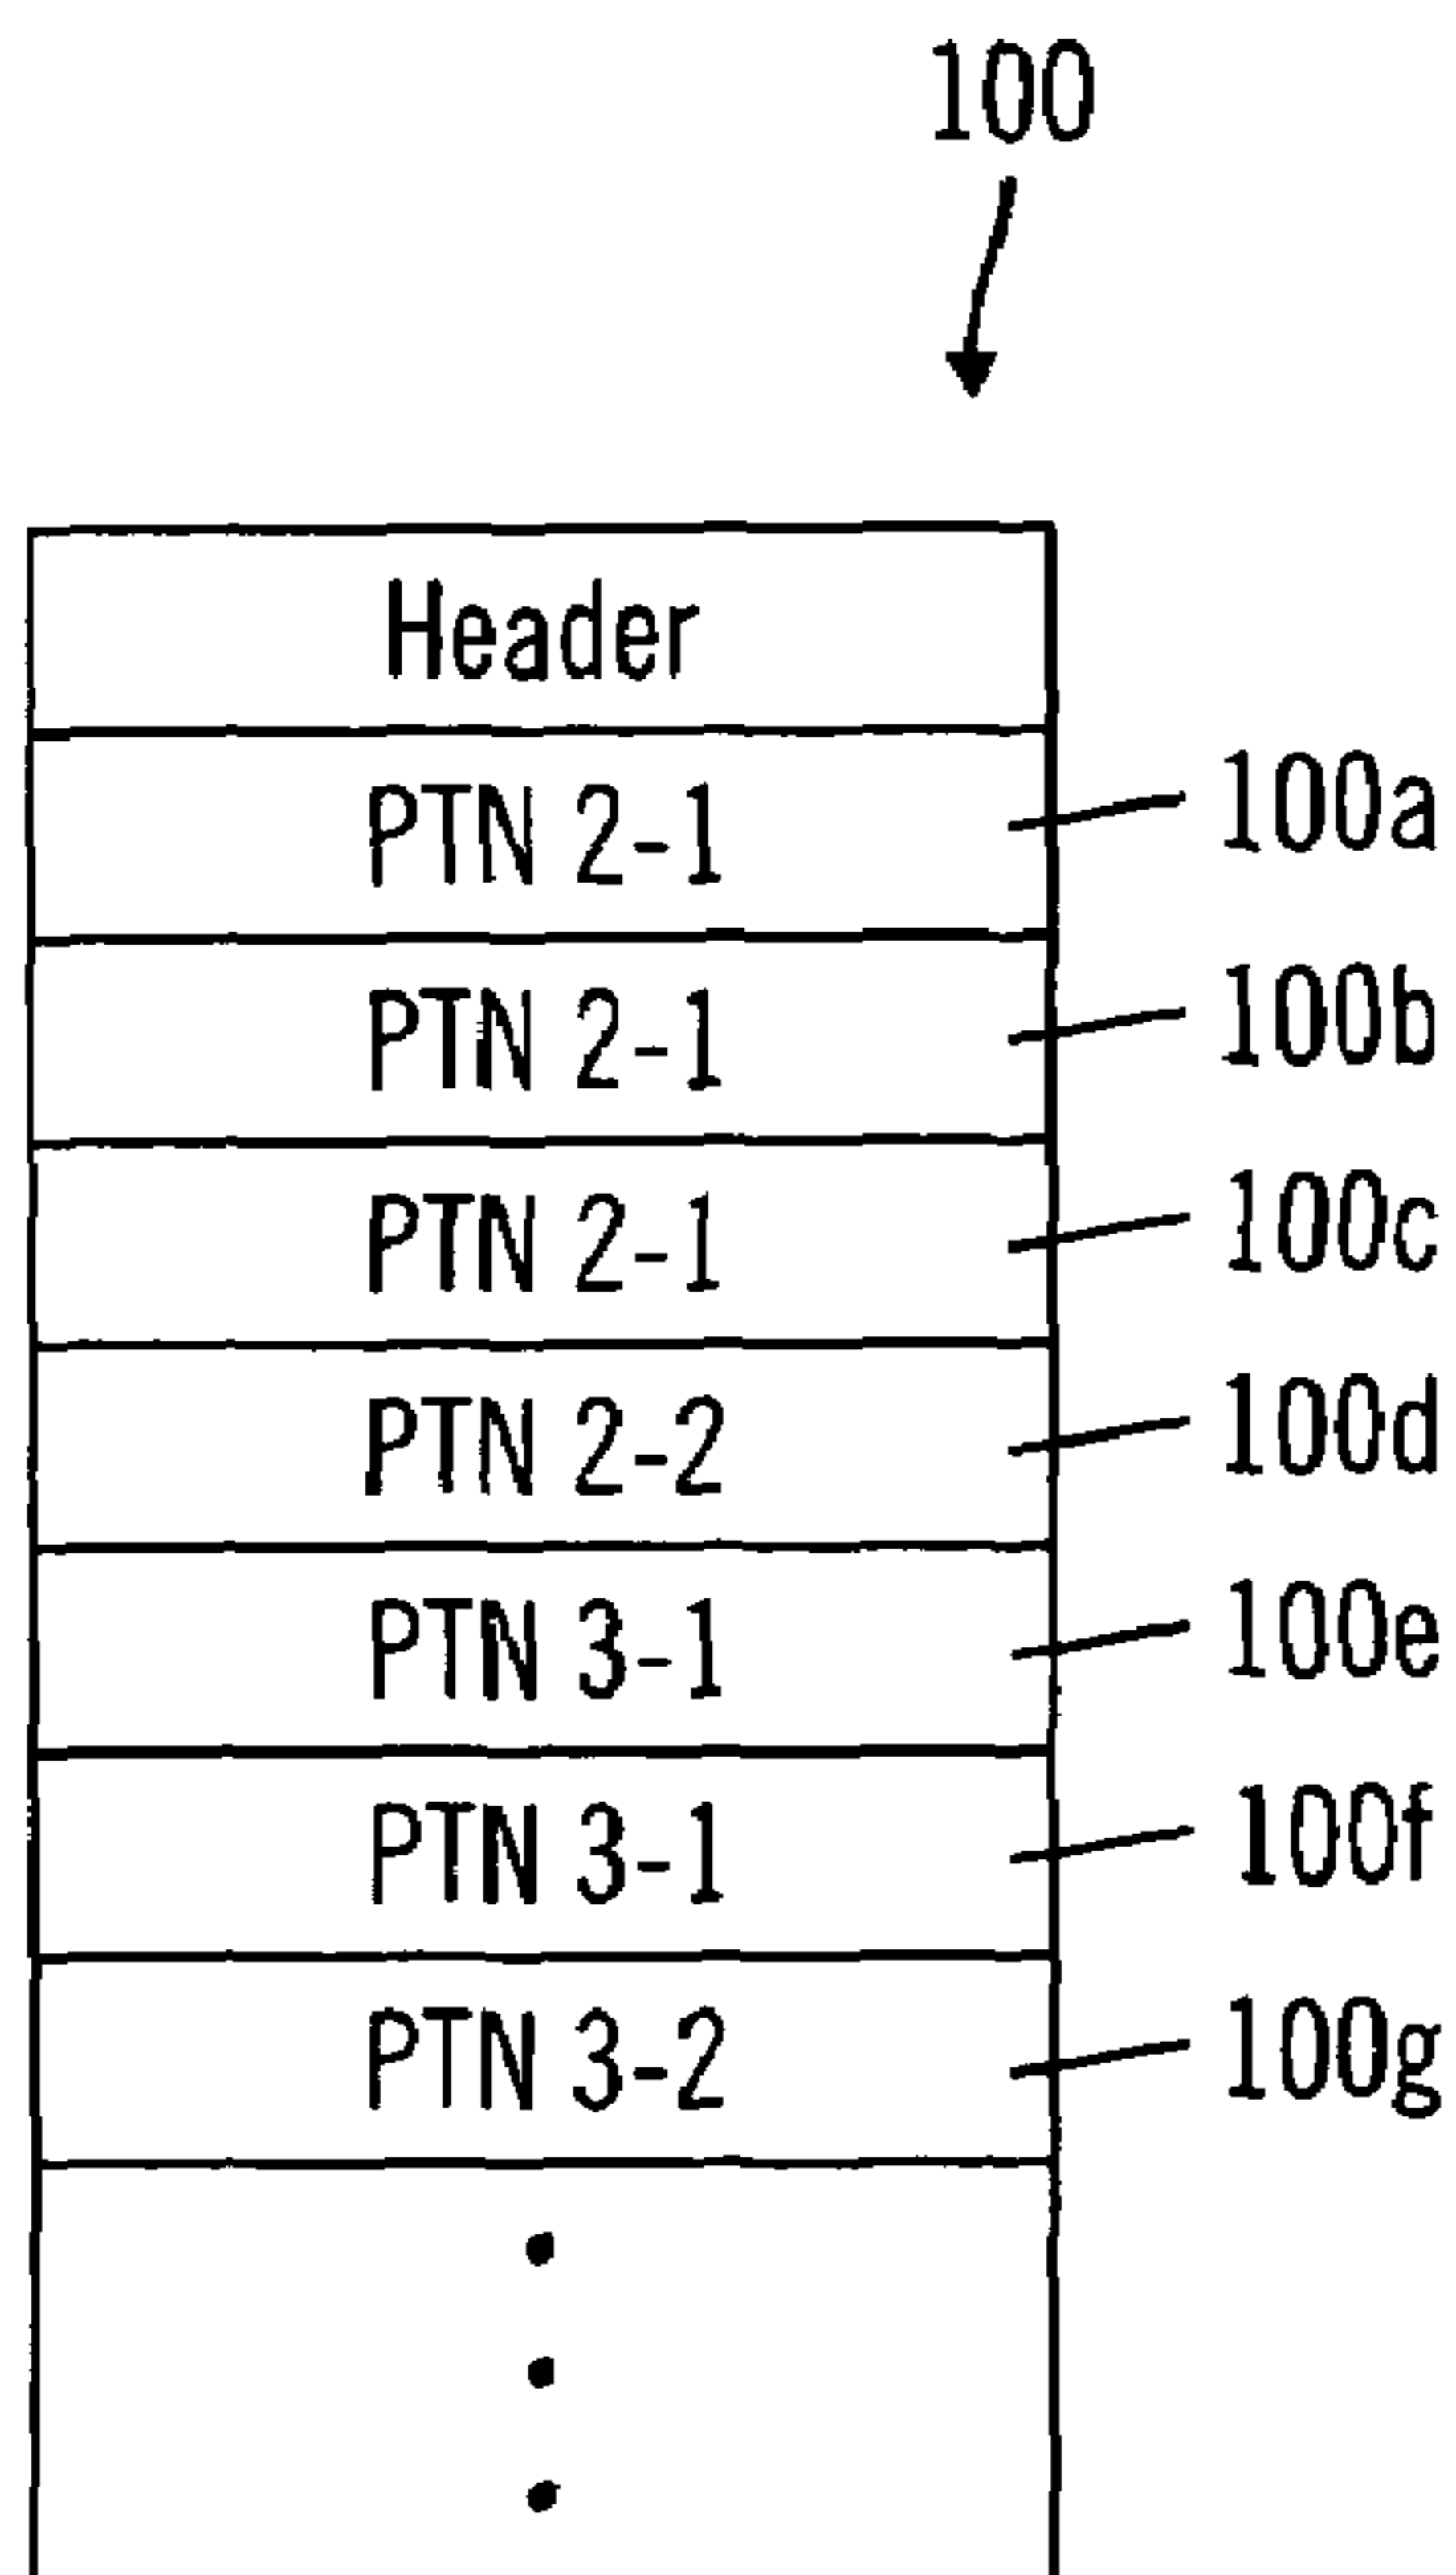 100
Header
PTN 2-1 100a
PTN 2-1 100b
PTN 2-1 100c
PTN 2-2 100d
PTN 3-1 100e
PTN 3-1 100f
PTN 3-2 100g